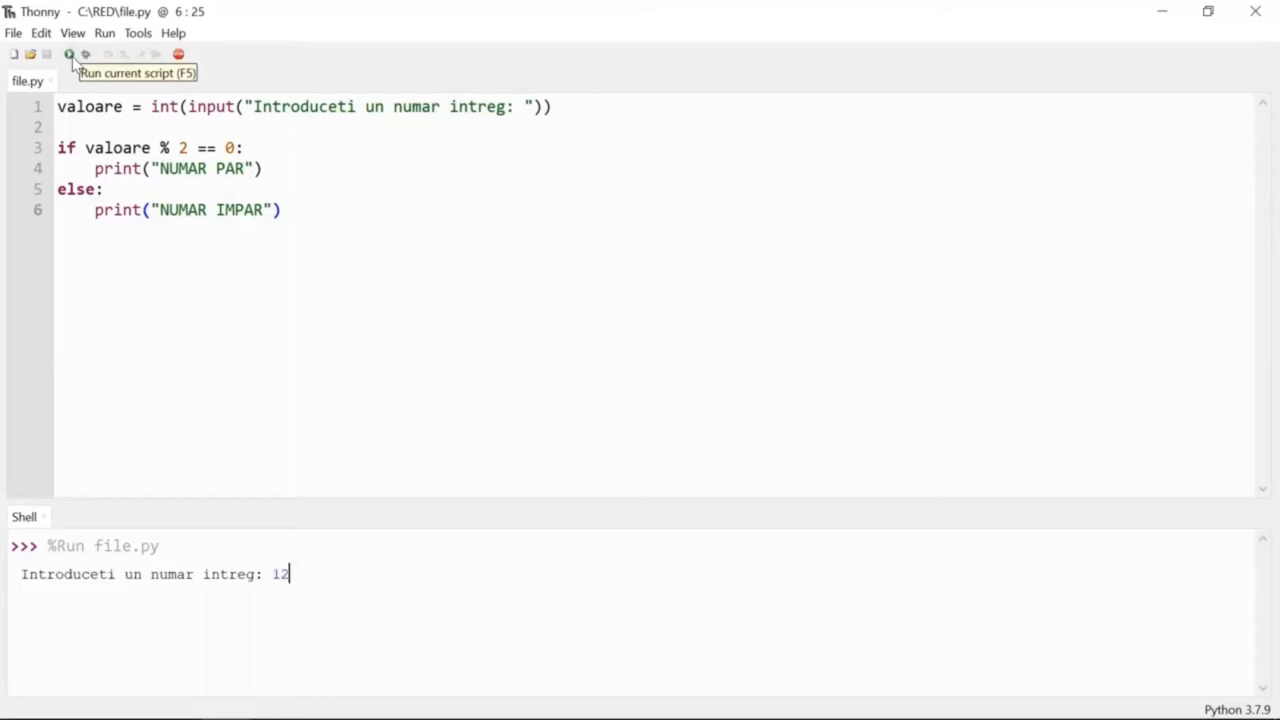 Thonny - C:\RED\file.py @ 6:25
File Edit View Run Tools Help
Run current script (F5)
file.py
1 valoare = int(input("Introduceti un numar intreg: "))
2
3 if valoare % 2 == 0:
4     print("NUMAR PAR")
5 else:
6     print("NUMAR IMPAR")
Shell
>>> %Run file.py
Introduceti un numar intreg: 12
Python 3.7.9